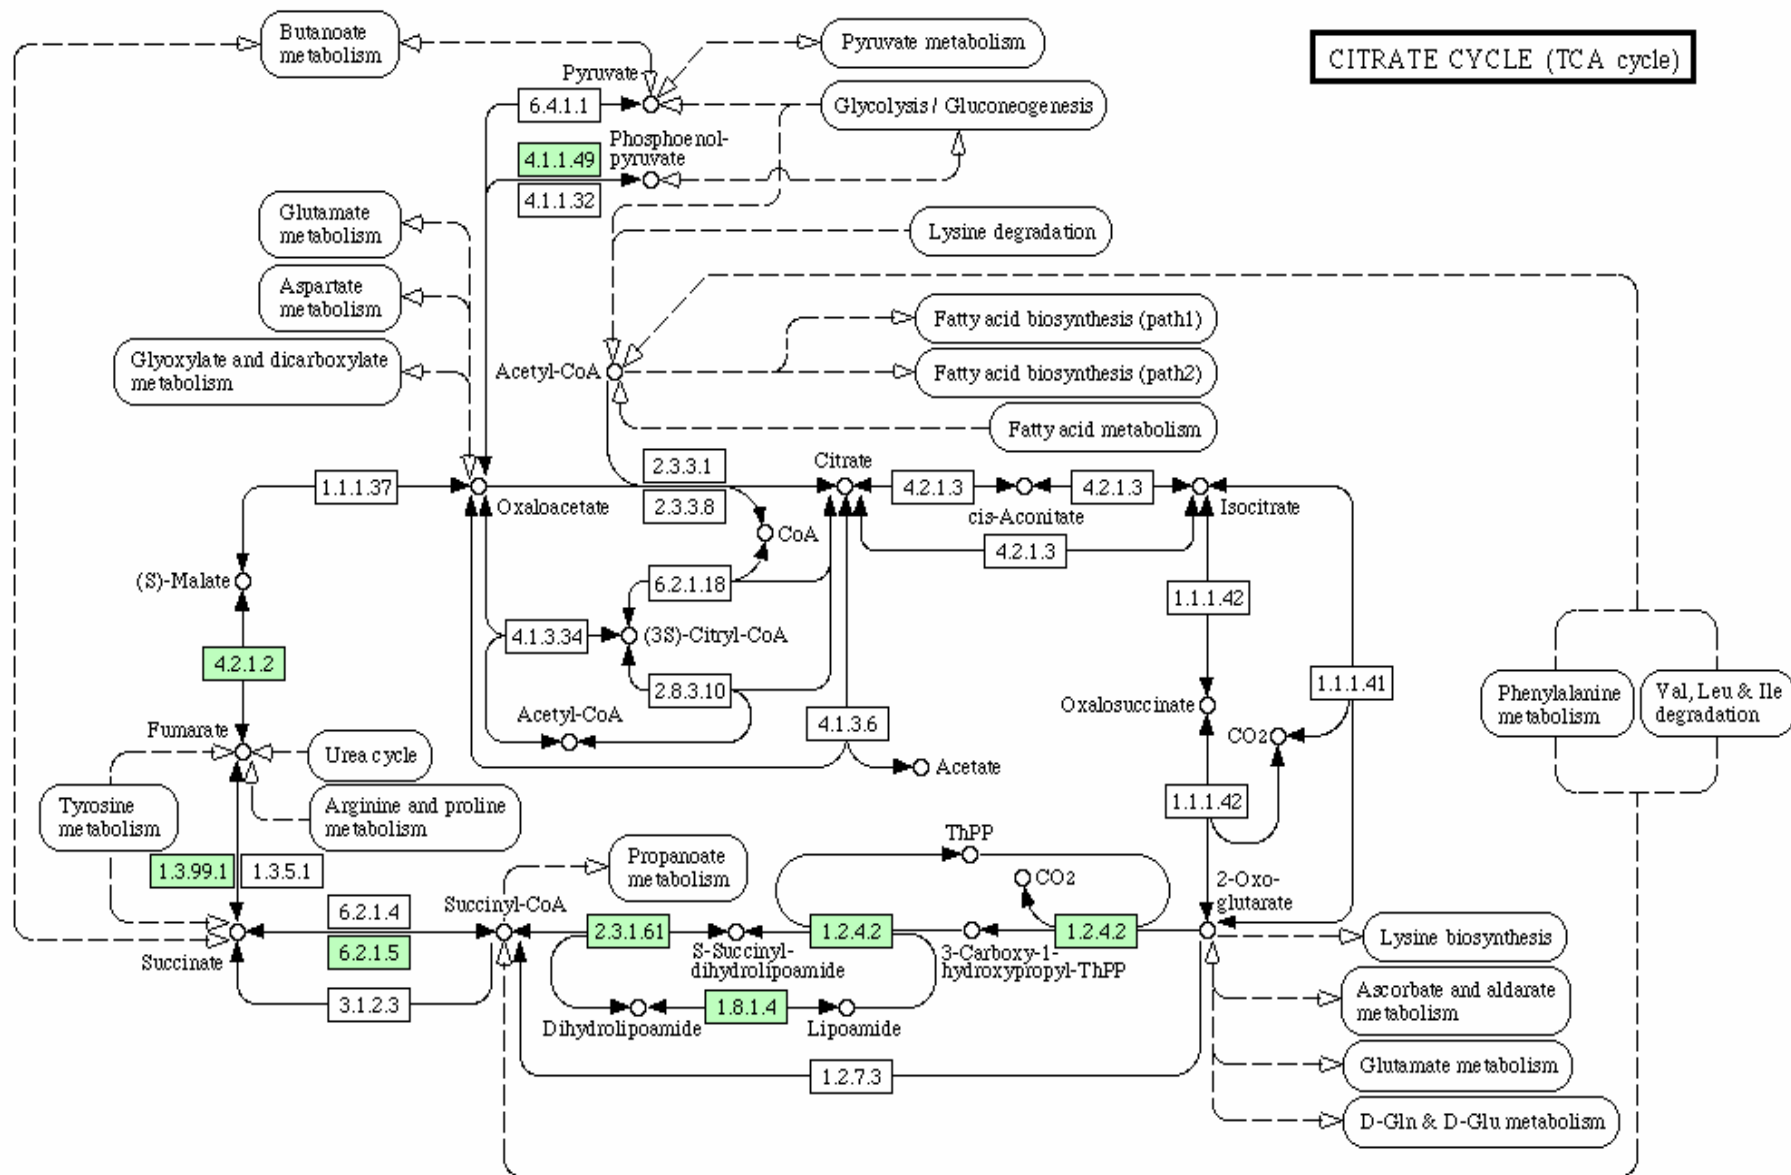 Butanoate
metabolism
Pyruvate metabolism
CITRATE CYCLE (TCA cycle)
Pyruvate
6.4.1.1
Glycolysis / Gluconeogenesis
4.1.1.49
Phosphoenol-
pyruvate
4.1.1.32
Glutamate
metabolism
Lysine degradation
Aspartate
metabolism
Fatty acid biosynthesis (path1)
Glyoxylate and dicarboxylate
metabolism
Acetyl-CoA
Fatty acid biosynthesis (path2)
Fatty acid metabolism
1.1.1.37
Oxaloacetate
2.3.3.1
2.3.3.8
Citrate
4.2.1.3
cis-Aconitate
4.2.1.3
Isocitrate
CoA
4.2.1.3
(S)-Malate
6.2.1.18
1.1.1.42
4.1.3.34
(3S)-Citryl-CoA
4.2.1.2
2.8.3.10
1.1.1.41
Phenylalanine
metabolism
Val, Leu & Ile
degradation
Acetyl-CoA
4.1.3.6
Oxalosuccinate
Fumarate
Urea cycle
CO2
Acetate
Tyrosine
metabolism
Arginine and proline
metabolism
1.1.1.42
1.3.99.1
1.3.5.1
Propanoate
metabolism
ThPP
CO2
2-Oxo-
glutarate
6.2.1.4
Succinyl-CoA
2.3.1.61
1.2.4.2
1.2.4.2
Lysine biosynthesis
6.2.1.5
Succinate
S-Succinyl-
dihydrolipoamide
3-Carboxy-1-
hydroxypropyl-ThPP
3.1.2.3
1.8.1.4
Dihydrolipoamide
Lipoamide
Ascorbate and aldarate
metabolism
1.2.7.3
Glutamate metabolism
D-Gln & D-Glu metabolism